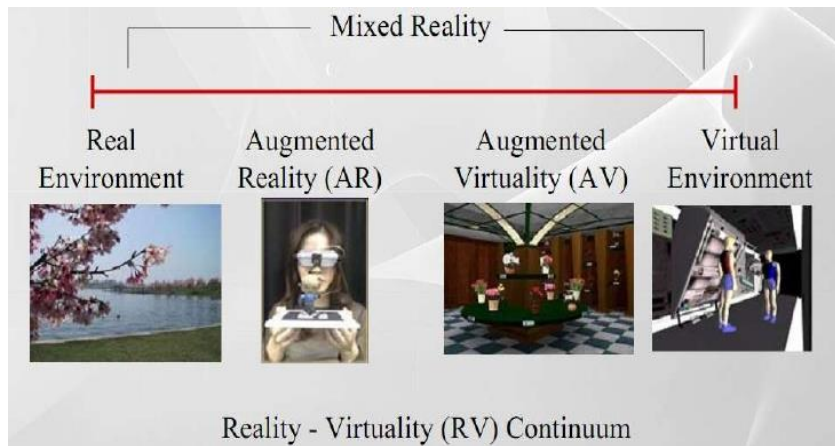 Mixed Reality
Real
Environment
Augmented
Reality (AR)
Augmented
Virtuality (AV)
Virtual
Environment
Reality - Virtuality (RV) Continuum